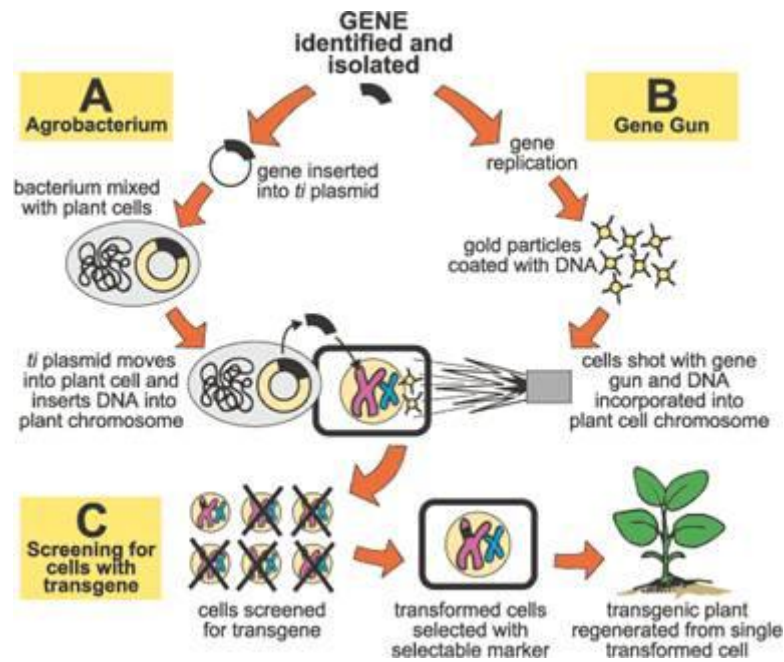 GENE
identified and
isolated
A
Agrobacterium
B
Gene Gun
gene inserted
into ti plasmid
gene
replication
bacterium mixed
with plant cells
gold particles
coated with DNA
ti plasmid moves
into plant cell and
inserts DNA into
plant chromosome
cells shot with gene
gun and DNA
incorporated into
plant cell chromosome
C
Screening for
cells with
transgene
cells screened
for transgene
transformed cells
selected with
selectable marker
transgenic plant
regenerated from single
transformed cell